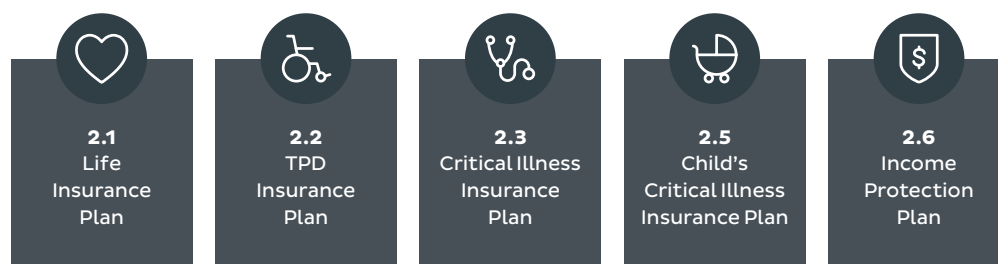 2.1
Life
Insurance
Plan
2.2
TPD
Insurance
Plan
2.3
Critical Illness
Insurance
Plan
2.5
Child's
Critical Illness
Insurance Plan
$
2.6
Income
Protection
Plan